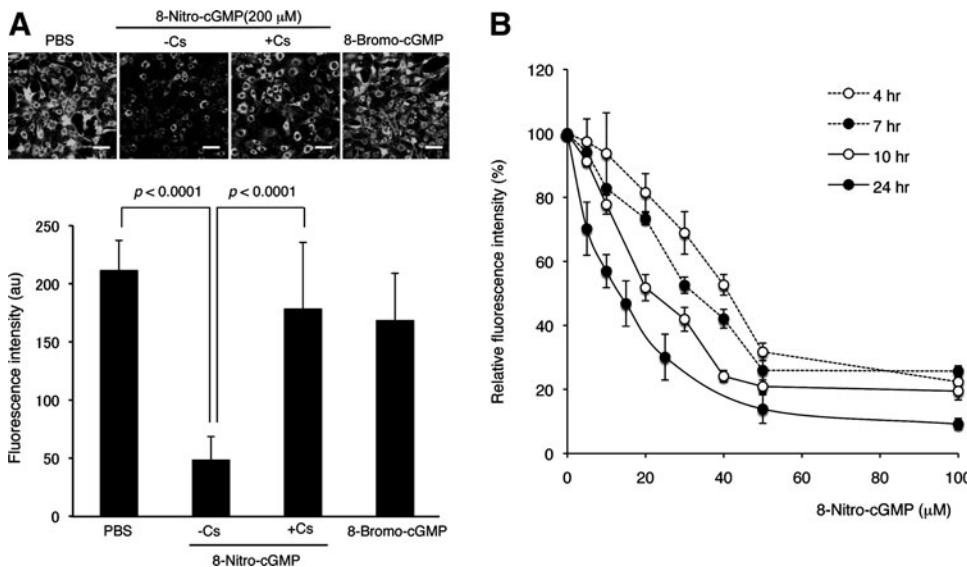 A
8-Nitro-cGMP(200 μM)
PBS
-Cs
+Cs
8-Bromo-cGMP
p < 0.0001
p < 0.0001
Fluorescence intensity (au)
250
200
150
100
50
0
PBS
-Cs
+Cs
8-Bromo-cGMP
8-Nitro-cGMP
B
Relative fluorescence intensity (%)
120
100
80
60
40
20
0
0
20
40
60
80
100
8-Nitro-cGMP (μM)
4 hr
7 hr
10 hr
24 hr